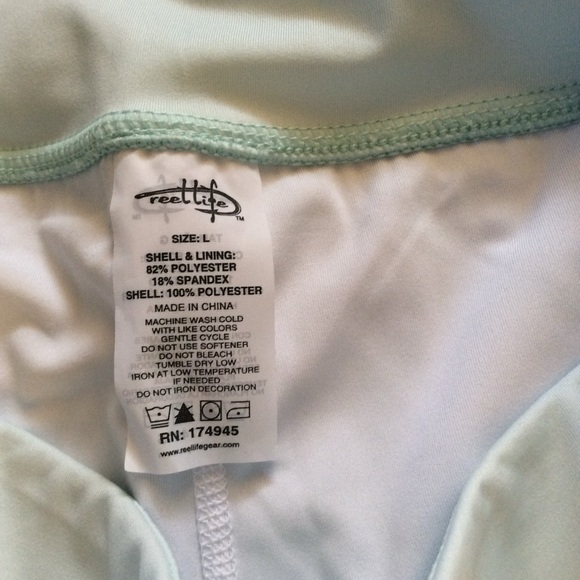 reel life
TM
SIZE: L
SHELL & LINING:
82% POLYESTER
18% SPANDEX
SHELL: 100% POLYESTER
MADE IN CHINA
MACHINE WASH COLD
WITH LIKE COLORS
GENTLE CYCLE
DO NOT USE SOFTENER
DO NOT BLEACH
TUMBLE DRY LOW
IRON AT LOW TEMPERATURE
IF NEEDED
DO NOT IRON DECORATION
RN: 174945
www.reellifegear.com